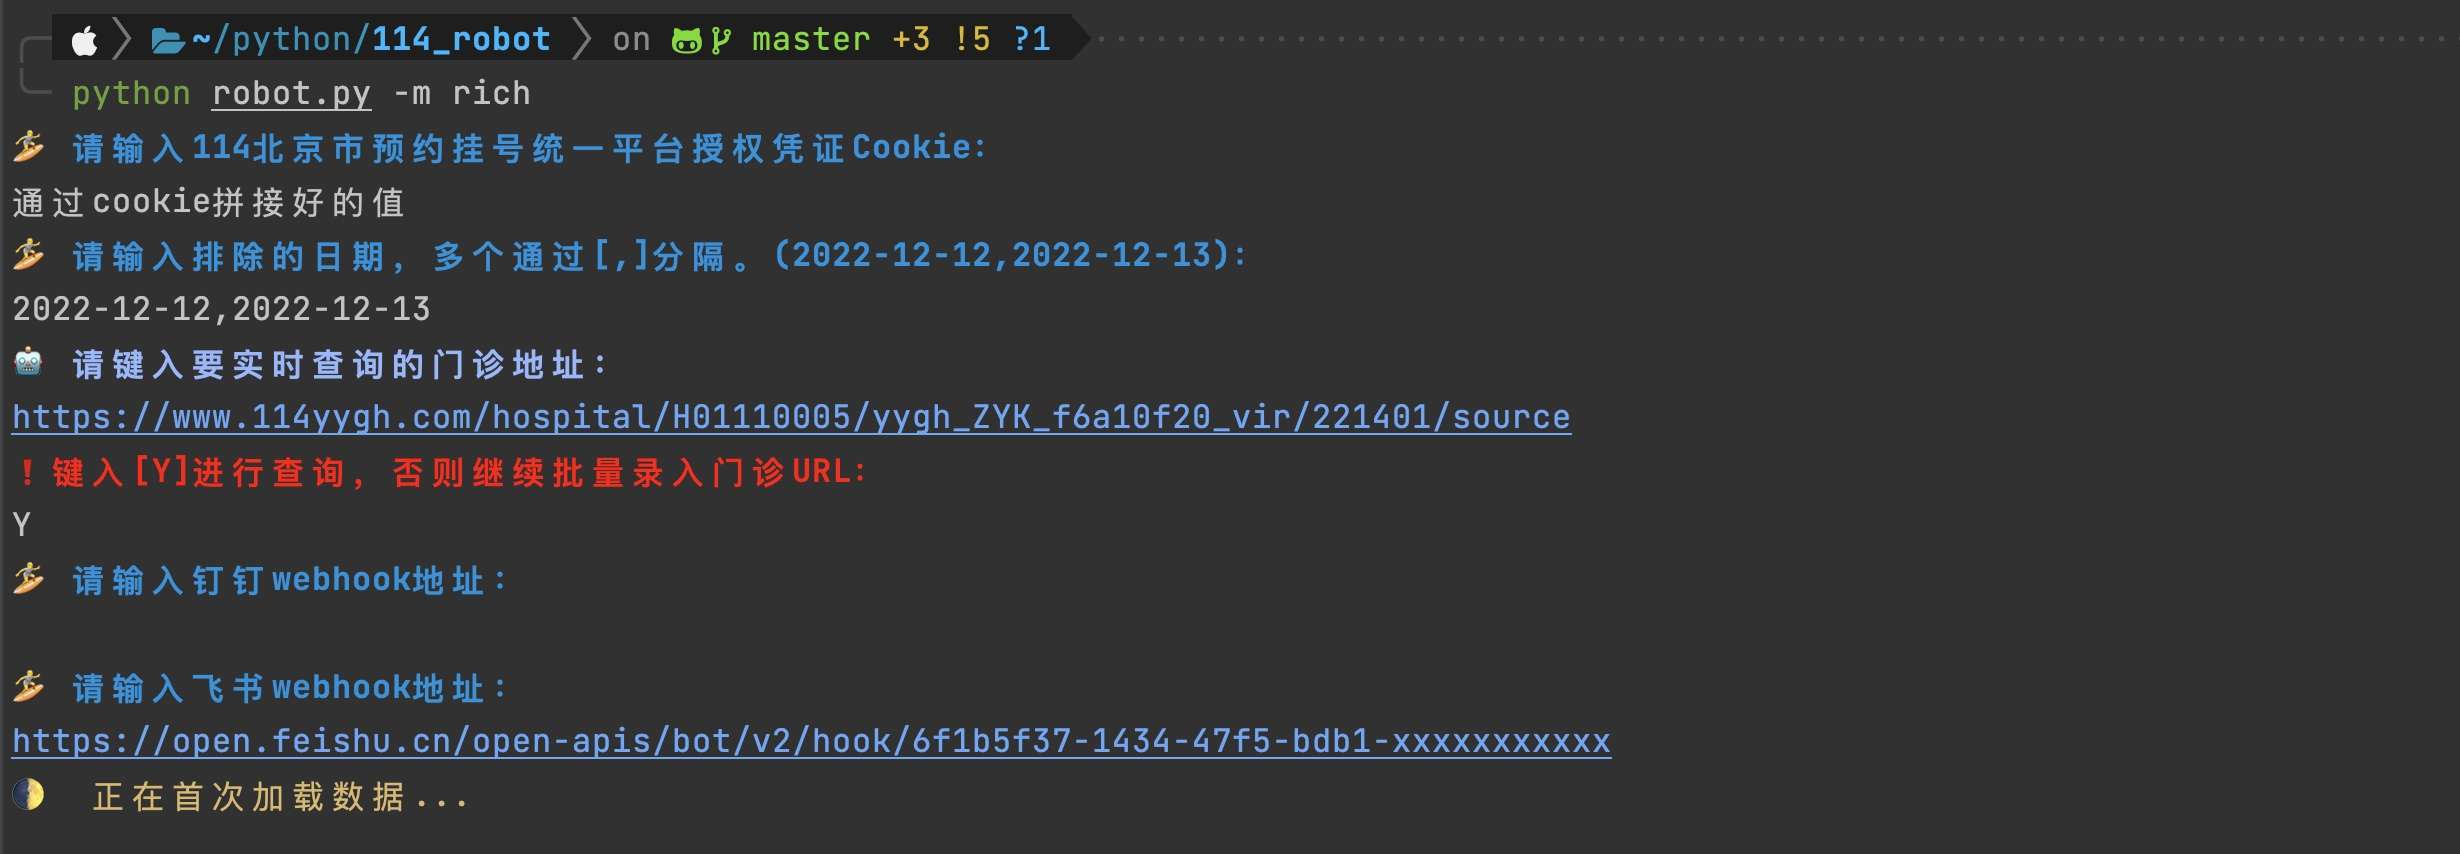 ~/python/114_robot on master +3 !5 ?1
python robot.py -m rich
请输入114北京市预约挂号统一平台授权凭证Cookie:
通过cookie拼接好的值
请输入排除的日期，多个通过[,]分隔。(2022-12-12,2022-12-13):
2022-12-12,2022-12-13
请键入要实时查询的门诊地址：
https://www.114yygh.com/hospital/H01110005/yygh_ZYK_f6a10f20_vir/221401/source
！键入[Y]进行查询，否则继续批量录入门诊URL:
Y
请输入钉钉webhook地址：
请输入飞书webhook地址：
https://open.feishu.cn/open-apis/bot/v2/hook/6f1b5f37-1434-47f5-bdb1-xxxxxxxxxxx
正在首次加载数据...